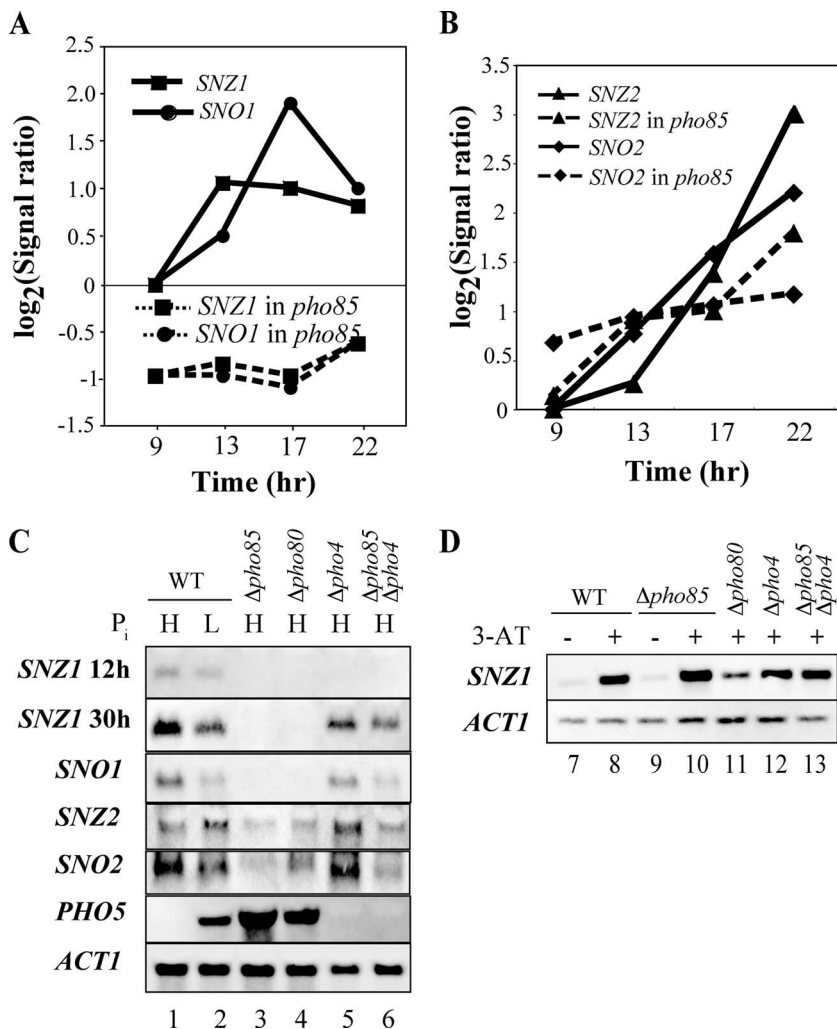 A
2.5
2.0
1.5
1.0
0.5
0
-0.5
-1
-1.5
log2(Signal ratio)
SNZ1
SNO1
SNZ1 in pho85
SNO1 in pho85
9 13 17 22
Time (hr)
B
3.5
3
2.5
2
1.5
1
0.5
0
log2(Signal ratio)
SNZ2
SNZ2 in pho85
SNO2
SNO2 in pho85
9 13 17 22
Time (hr)
C
WT Δpho85 Δpho80 Δpho4 Δpho85 Δpho4
Pi H L H H H H
SNZ1 12h
SNZ1 30h
SNO1
SNZ2
SNO2
PHO5
ACT1
1 2 3 4 5 6
D
WT Δpho85 Δpho80 Δpho4 Δpho85 Δpho4
3-AT - + - + + + +
SNZ1
ACT1
7 8 9 10 11 12 13